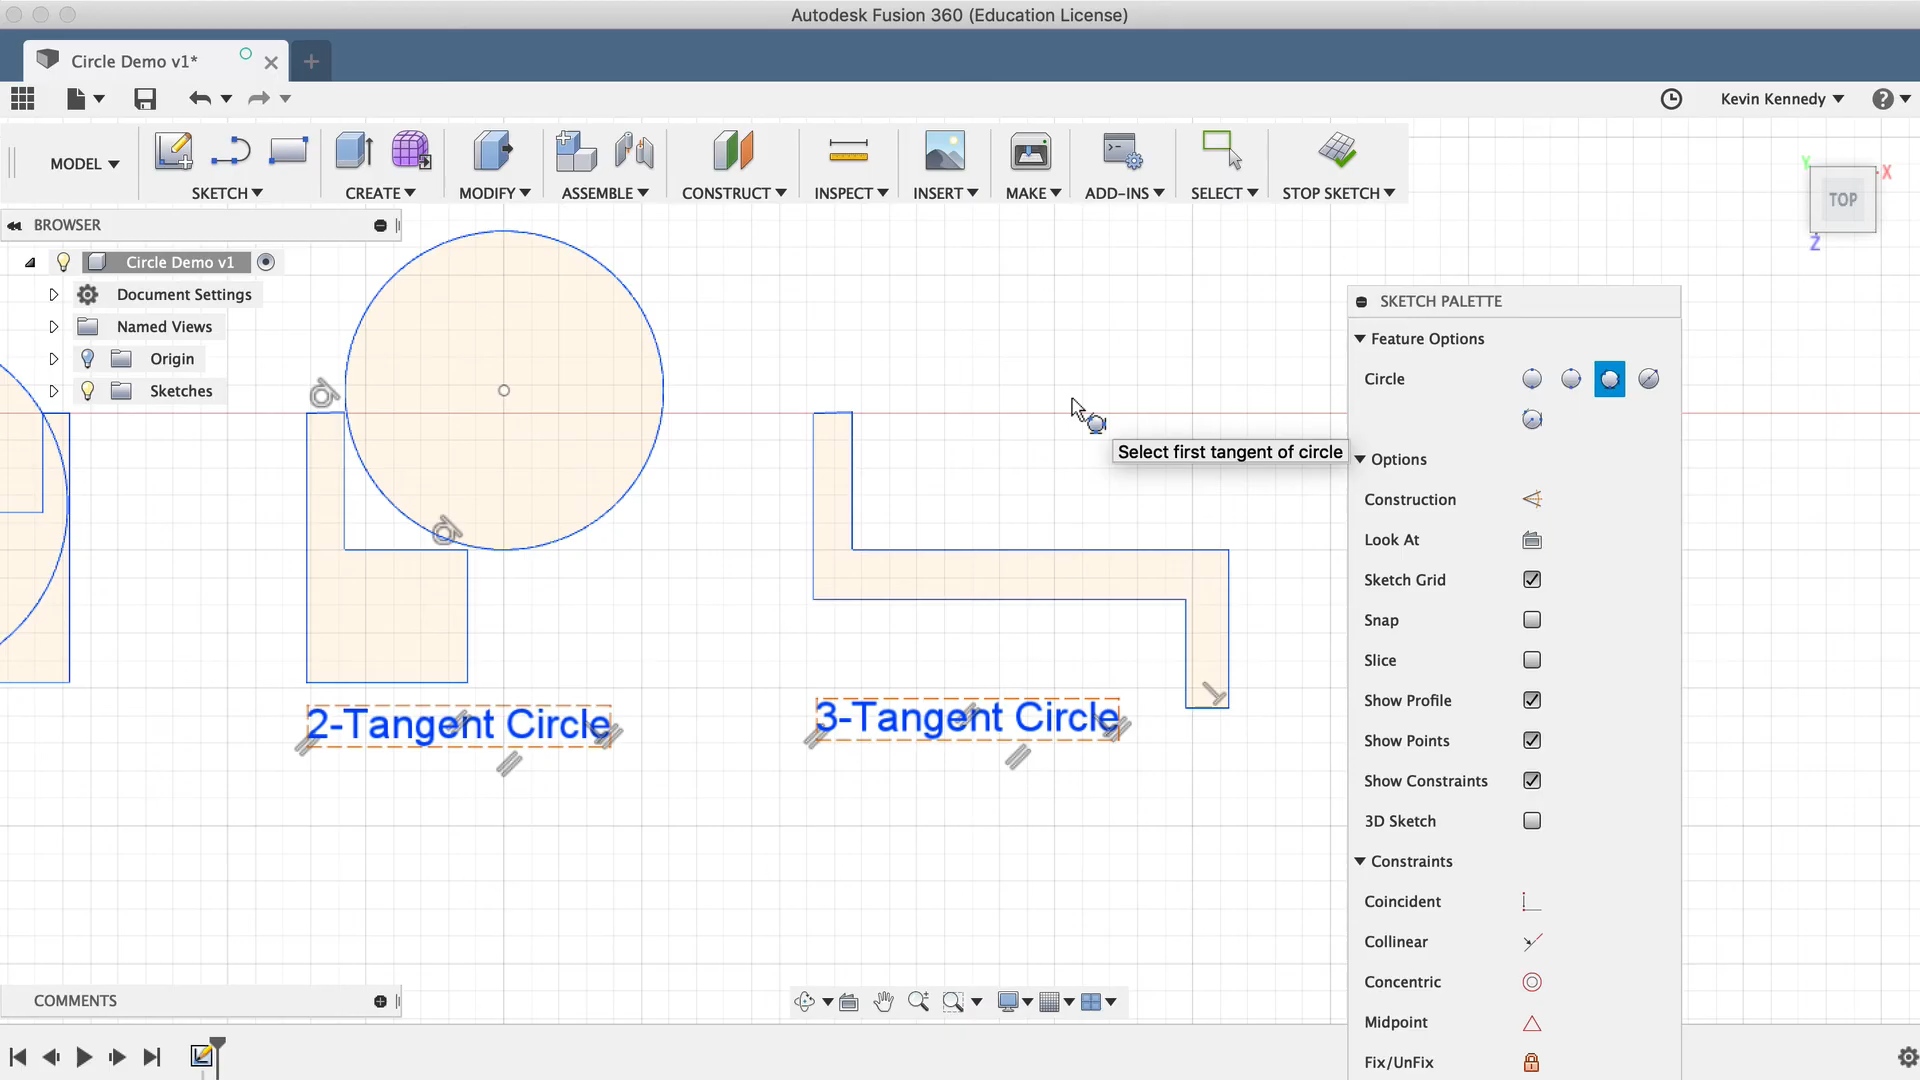 Autodesk Fusion 360 (Education License)
Circle Demo v1*
Kevin Kennedy
MODEL
SKETCH
CREATE
MODIFY
ASSEMBLE
CONSTRUCT
INSPECT
INSERT
MAKE
ADD-INS
SELECT
STOP SKETCH
Y
X
TOP
Z
BROWSER
Circle Demo v1
Document Settings
Named Views
Origin
Sketches
SKETCH PALETTE
Feature Options
Circle
Select first tangent of circle
Options
Construction
Look At
Sketch Grid
Snap
Slice
Show Profile
Show Points
Show Constraints
3D Sketch
Constraints
Coincident
Collinear
Concentric
Midpoint
Fix/UnFix
2-Tangent Circle
3-Tangent Circle
COMMENTS